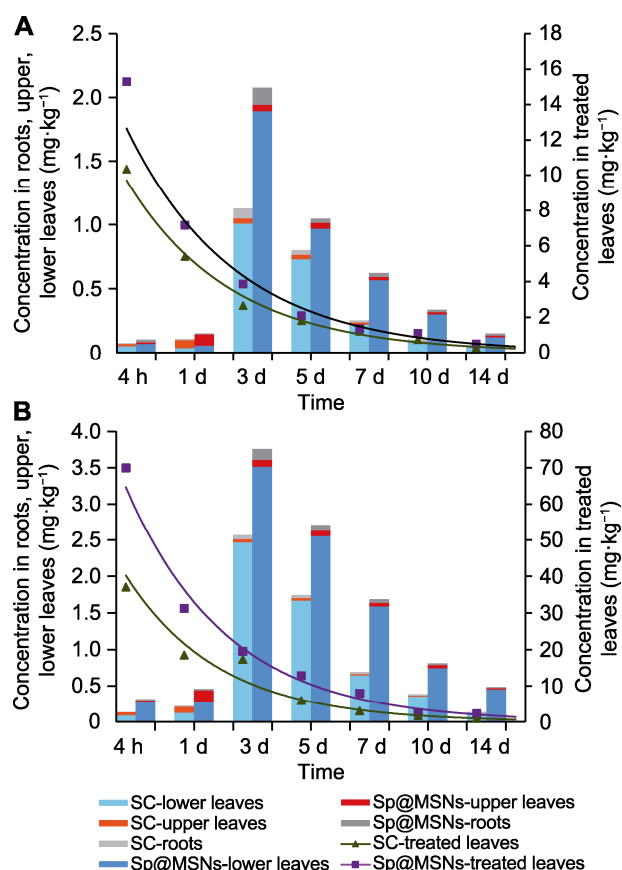 A
Concentration in roots, upper,
lower leaves (mg·kg⁻¹)
2.5
2.0
1.5
1.0
0.5
0
18
16
14
12
10
8
6
4
2
0
Concentration in treated
leaves (mg·kg⁻¹)
4 h 1 d 3 d 5 d 7 d 10 d 14 d
Time
B
Concentration in roots, upper,
lower leaves (mg·kg⁻¹)
4.0
3.5
3.0
2.5
2.0
1.5
1.0
0.5
0
80
70
60
50
40
30
20
10
0
Concentration in treated
leaves (mg·kg⁻¹)
4 h 1 d 3 d 5 d 7 d 10 d 14 d
Time
SC-lower leaves
SC-upper leaves
SC-roots
Sp@MSNs-lower leaves
Sp@MSNs-upper leaves
Sp@MSNs-roots
SC-treated leaves
Sp@MSNs-treated leaves